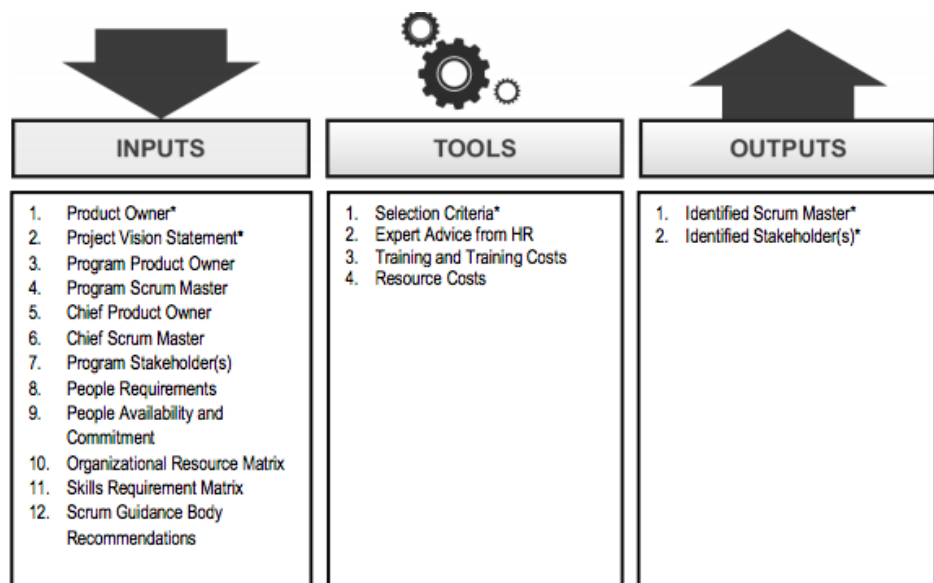 INPUTS
1. Product Owner*
2. Project Vision Statement*
3. Program Product Owner
4. Program Scrum Master
5. Chief Product Owner
6. Chief Scrum Master
7. Program Stakeholder(s)
8. People Requirements
9. People Availability and
Commitment
10. Organizational Resource Matrix
11. Skills Requirement Matrix
12. Scrum Guidance Body
Recommendations
TOOLS
1. Selection Criteria*
2. Expert Advice from HR
3. Training and Training Costs
4. Resource Costs
OUTPUTS
1. Identified Scrum Master*
2. Identified Stakeholder(s)*